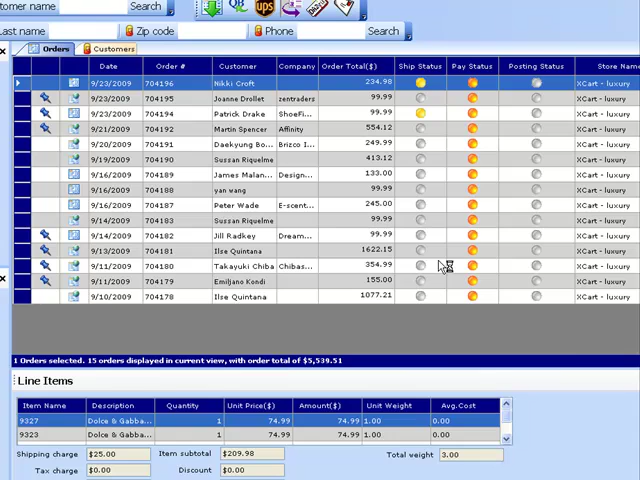 tomer name Search QB ups DAZZLE
Last name Zip code Phone Search
Orders Customers
Date Order # Customer Company Order Total($) Ship Status Pay Status Posting Status Store Nam
9/23/2009 704196 Nikki Croft 234.98 XCart - luxury
9/23/2009 704195 Joanne Drollet zentraders 99.99 XCart - luxury
9/23/2009 704194 Patrick Drake ShoeFi... 99.99 XCart - luxury
9/21/2009 704192 Martin Spencer Affinity 554.12 XCart - luxury
9/20/2009 704191 Daekyung Bo... Brizco I... 249.99 XCart - luxury
9/19/2009 704190 Sussan Riquelme 413.12 XCart - luxury
9/16/2009 704189 James Malan... Design... 133.00 XCart - luxury
9/16/2009 704188 yan wang 99.99 XCart - luxury
9/16/2009 704187 Peter Wade E-scent... 245.00 XCart - luxury
9/14/2009 704183 Sussan Riquelme 99.99 XCart - luxury
9/14/2009 704182 Jill Radkey Dream... 99.99 XCart - luxury
9/13/2009 704181 Ilse Quintana 1622.15 XCart - luxury
9/11/2009 704180 Takayuki Chiba Chibas... 354.99 XCart - luxury
9/11/2009 704179 Emiljano Kondi 155.00 XCart - luxury
9/10/2009 704178 Ilse Quintana 1077.21 XCart - luxury
1 Orders selected. 15 orders displayed in current view, with order total of $5,539.51
Line Items
Item Name Description Quantity Unit Price($) Amount($) Unit Weight Avg.Cost
9327 Dolce & Gabba... 1 74.99 74.99 1.00 0.00
9323 Dolce & Gabba... 1 74.99 74.99 1.00 0.00
Shipping charge $25.00 Item subtotal $209.98 Total weight 3.00
Tax charge $0.00 Discount $0.00